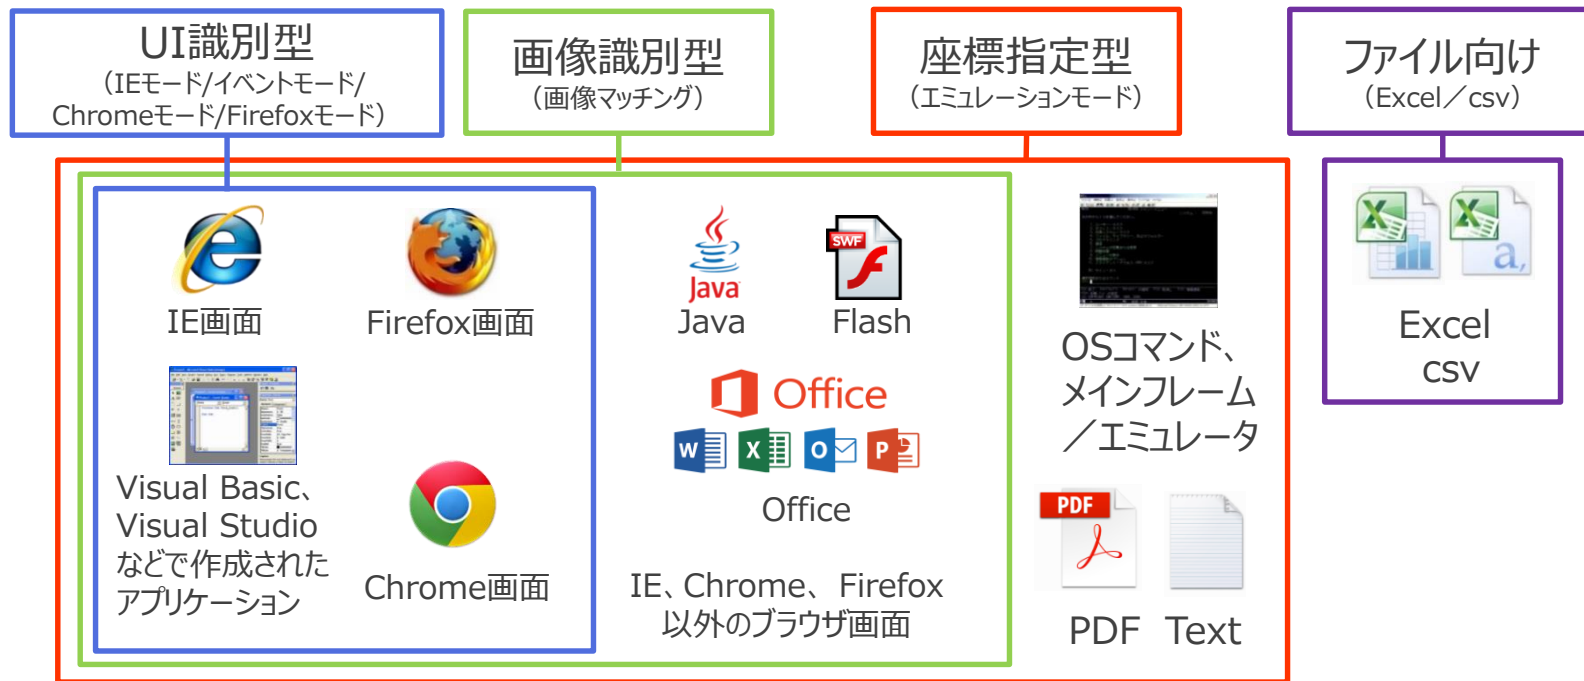 UI識別型
（IEモード/イベントモード/
Chromeモード/Firefoxモード）
画像識別型
（画像マッチング）
座標指定型
（エミュレーションモード）
ファイル向け
（Excel／csv）
IE画面
Firefox画面
Java
Java
SWF
Flash
OSコマンド、
メインフレーム
／エミュレータ
Excel
csv
a,
Visual Basic、
Visual Studio
などで作成された
アプリケーション
Chrome画面
Office
W
X
O
P
Office
IE、Chrome、Firefox
以外のブラウザ画面
PDF
PDF
Text